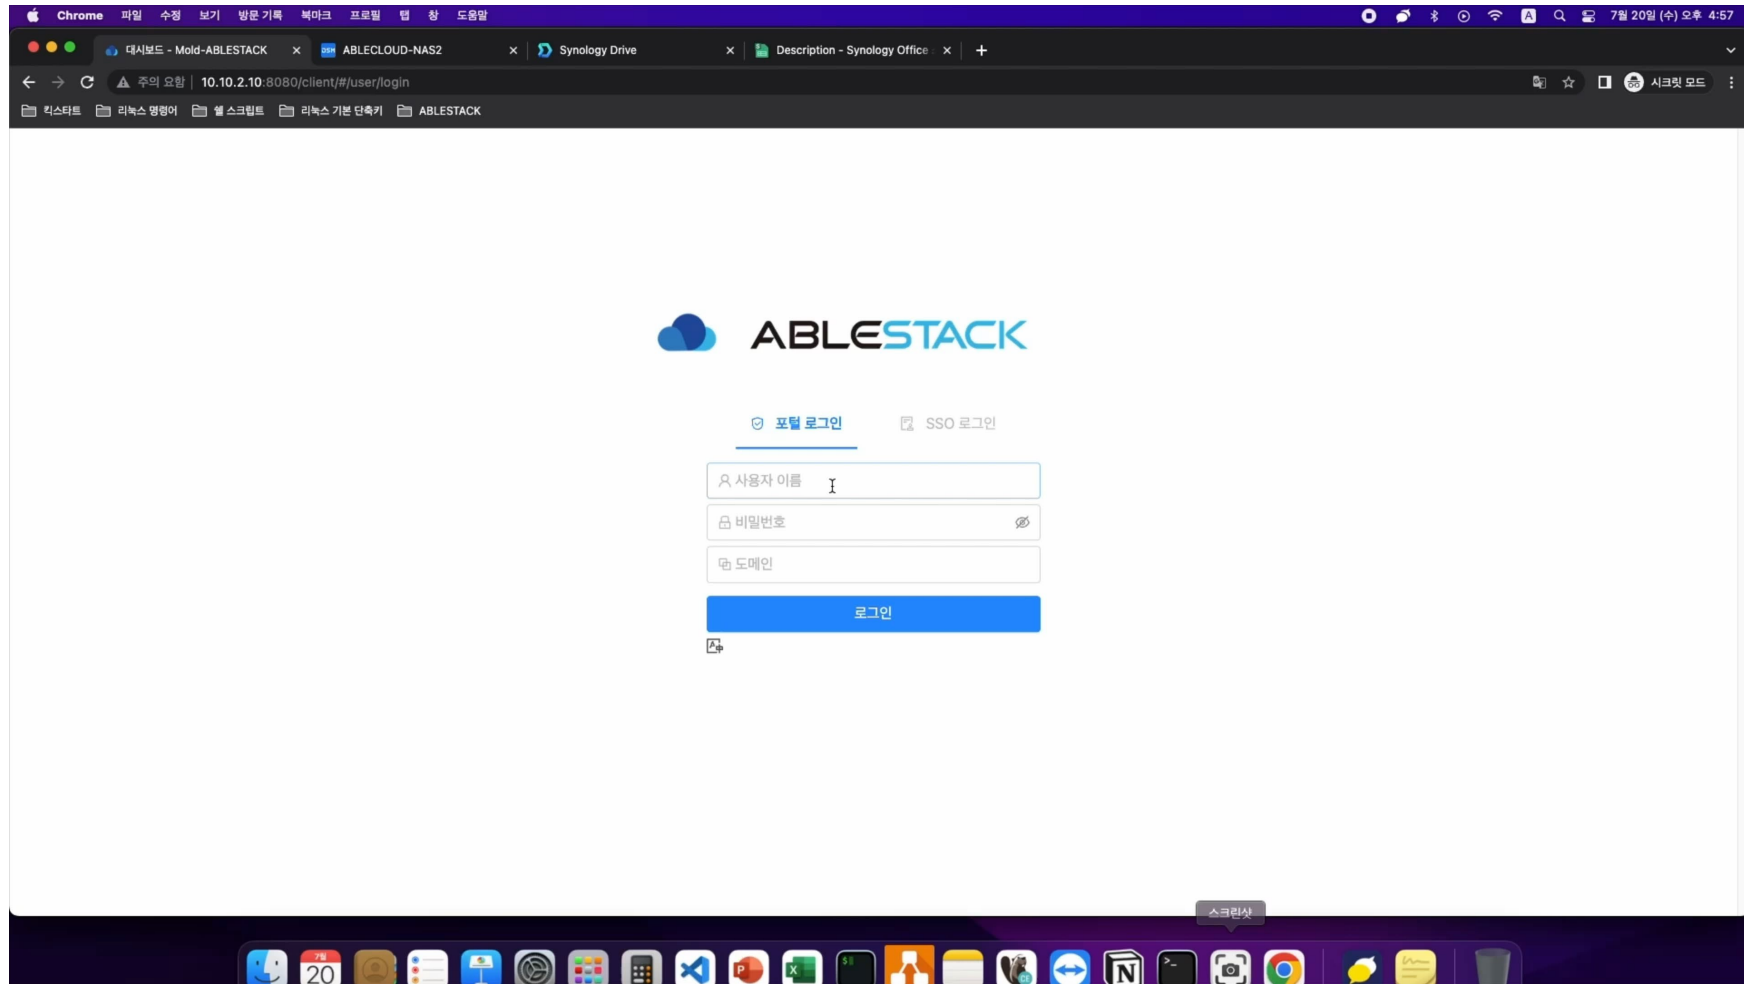 Chrome 파일 수정 보기 방문 기록 북마크 프로필 탭 창 도움말 A 7월 20일 (수) 오후 4:57
대시보드 - Mold-ABLESTACK DSM ABLECLOUD-NAS2 Synology Drive Description - Synology Office
주의 요함 10.10.2.10:8080/client/#/user/login 시크릿 모드
킥스타트 리눅스 명령어 쉘 스크립트 리눅스 기본 단축키 ABLESTACK
ABLESTACK
포털 로그인 SSO 로그인
사용자 이름
비밀번호
도메인
로그인
스크린샷
7월
20